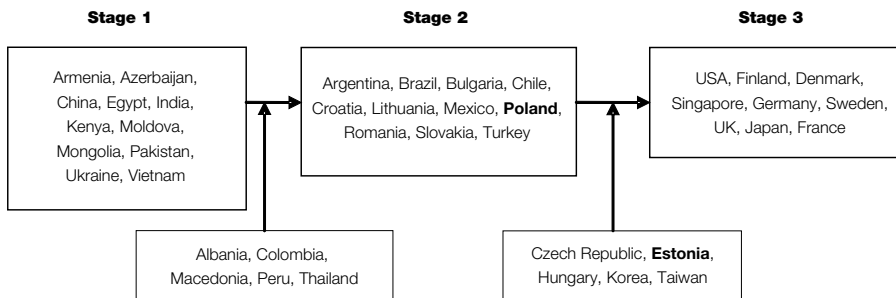 Stage 1
Stage 2
Stage 3
Armenia, Azerbaijan,
China, Egypt, India,
Kenya, Moldova,
Mongolia, Pakistan,
Ukraine, Vietnam
Argentina, Brazil, Bulgaria, Chile,
Croatia, Lithuania, Mexico, Poland,
Romania, Slovakia, Turkey
USA, Finland, Denmark,
Singapore, Germany, Sweden,
UK, Japan, France
Albania, Colombia,
Macedonia, Peru, Thailand
Czech Republic, Estonia,
Hungary, Korea, Taiwan